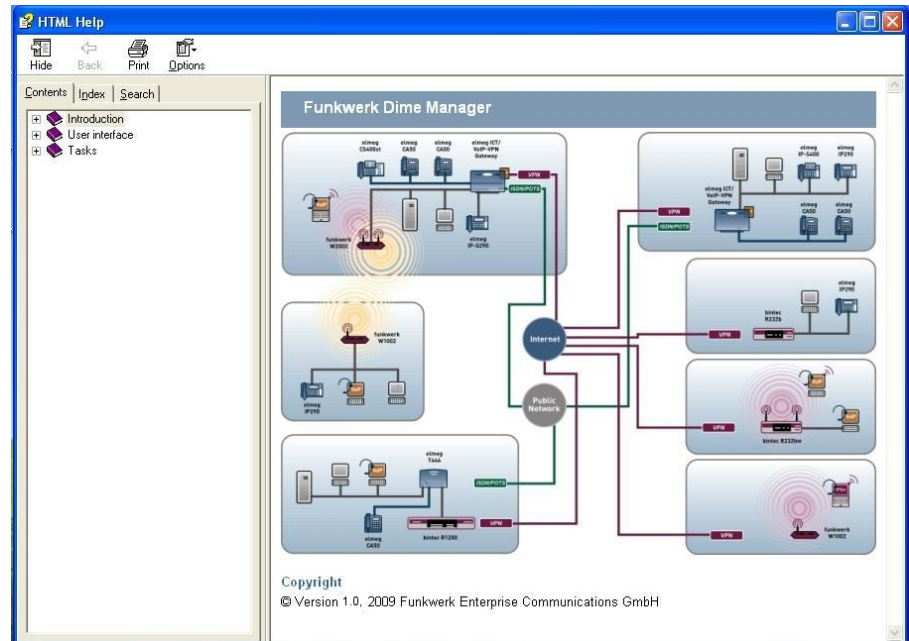 HTML Help
Hide Back Print Options
Contents Index Search
Introduction
User interface
Tasks
Funkwerk Dime Manager
elmeg CS400xt
elmeg CA50
elmeg CA50
elmeg ICT/ VoIP-VPN Gateway
VPN
ISDN/POTS
funkwerk W2002
elmeg IP-S290
elmeg IP-S400
elmeg IP290
elmeg ICT/ VoIP-VPN Gateway
VPN
ISDN/POTS
elmeg CA50
elmeg CA50
funkwerk W1002
elmeg IP290
Internet
Public Network
elmeg IP290
bintec R232b
VPN
VPN
bintec R232bw
elmeg T444
ISDN/POTS
elmeg CA50
bintec R1200
VPN
VPN
funkwerk W1002
Copyright
© Version 1.0, 2009 Funkwerk Enterprise Communications GmbH